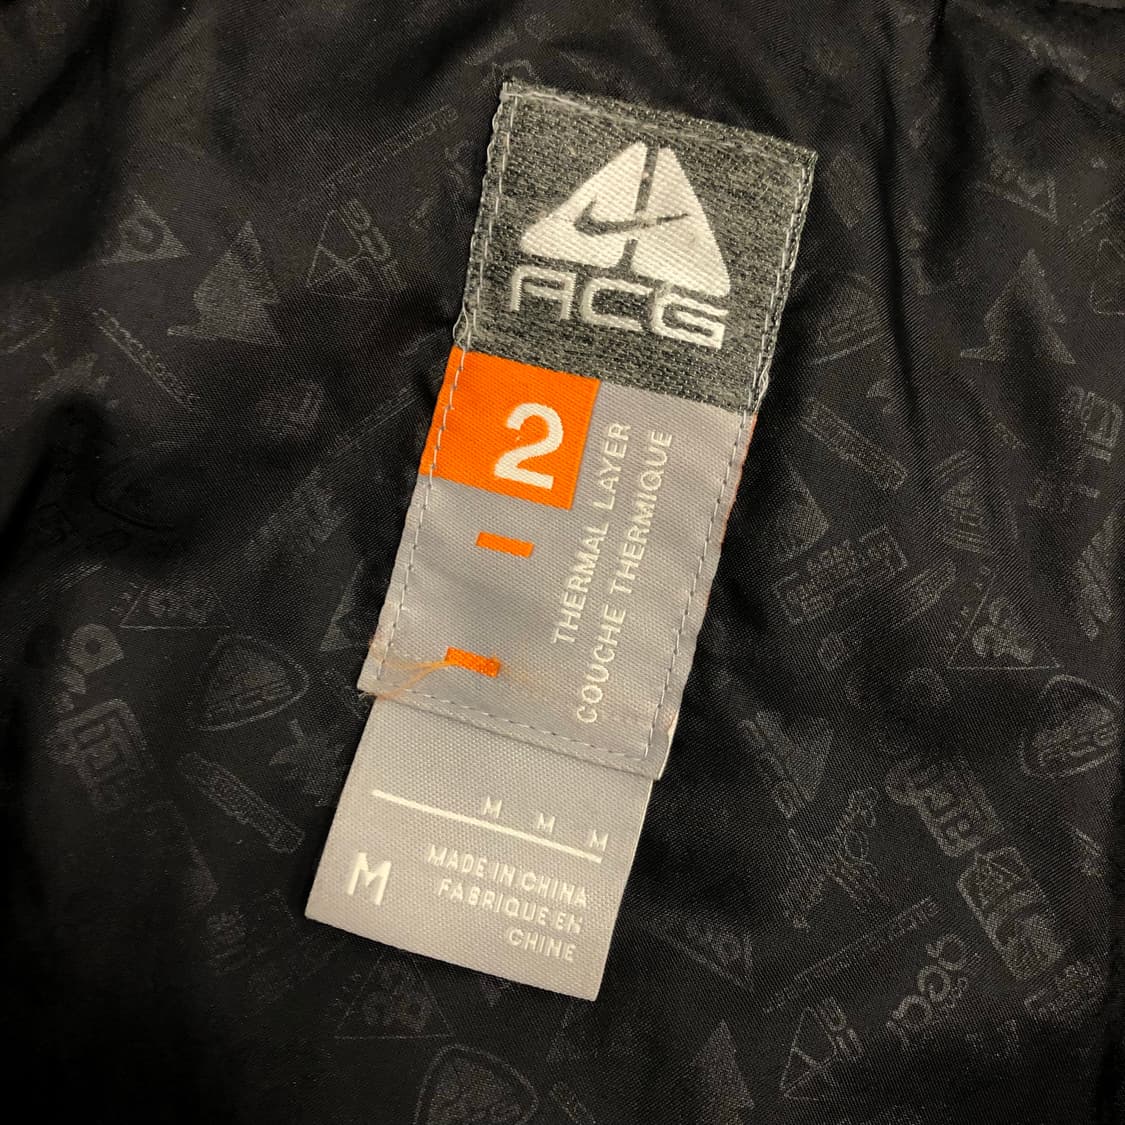 ACG
2
THERMAL LAYER
COUCHE THERMIQUE
M M M
M
MADE IN CHINA
FABRIQUE EN
CHINE